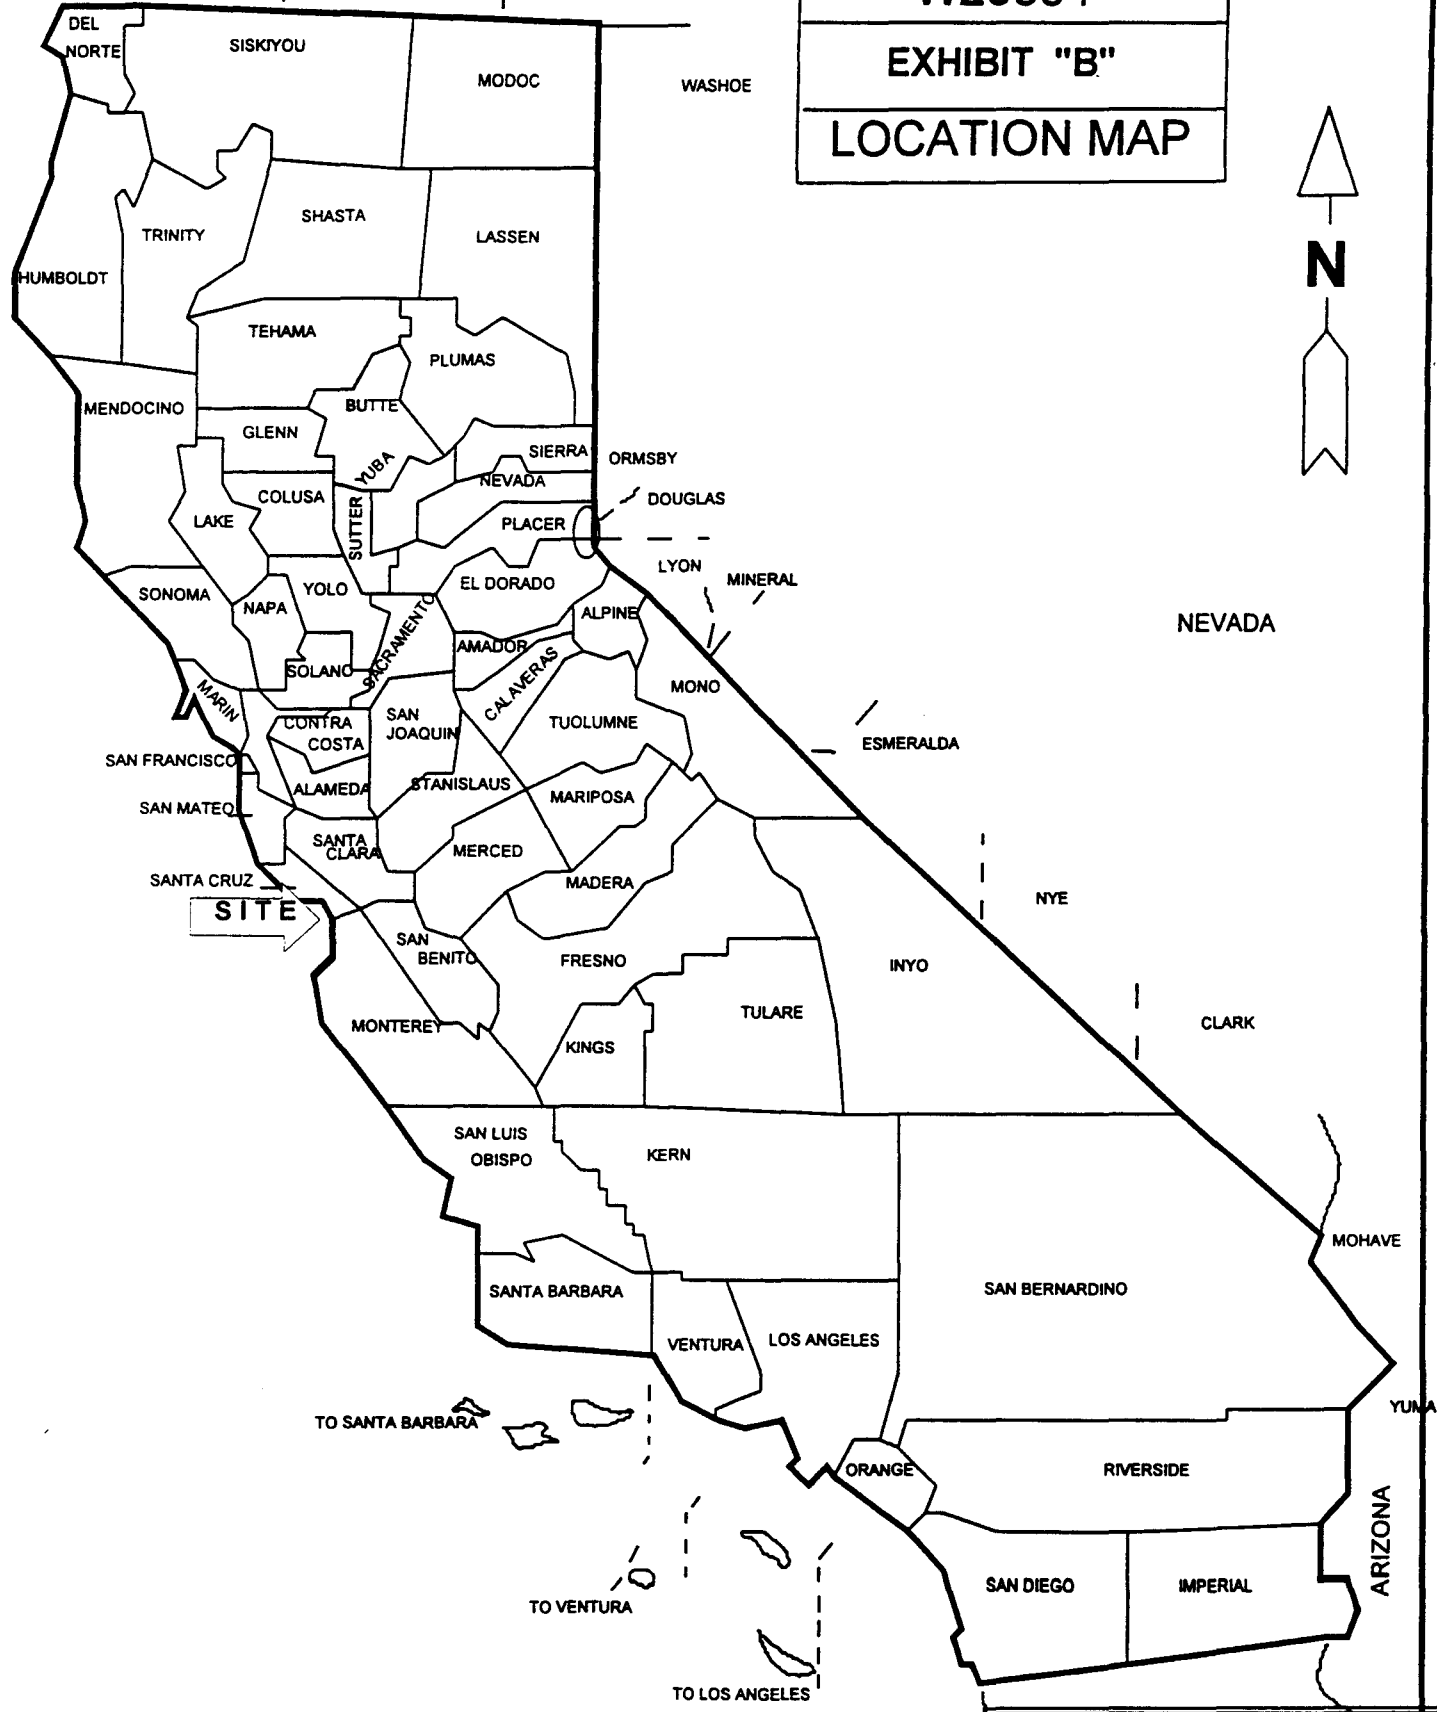 EXHIBIT "B"
LOCATION MAP
N
DEL
NORTE
SISKIYOU
MODOC
WASHOE
HUMBOLDT
TRINITY
SHASTA
LASSEN
TEHAMA
PLUMAS
MENDOCINO
GLENN
BUTTE
SIERRA
ORMSBY
YUBA
NEVADA
COLUSA
SUTTER
DOUGLAS
LAKE
PLACER
LYON
MINERAL
SONOMA
NAPA
YOLO
EL DORADO
ALPINE
NEVADA
SOLANO
SACRAMENTO
AMADOR
CALAVERAS
MONO
MARIN
CONTRA
COSTA
SAN
JOAQUIN
TUOLUMNE
ESMERALDA
SAN FRANCISCO
ALAMEDA
STANISLAUS
MARIPOSA
SAN MATEO
SANTA
CLARA
MERCED
SANTA CRUZ
MADERA
NYE
SITE
SAN
BENITO
FRESNO
INYO
MONTEREY
KINGS
TULARE
CLARK
SAN LUIS
OBISPO
KERN
MOHAVE
SANTA BARBARA
SAN BERNARDINO
VENTURA
LOS ANGELES
TO SANTA BARBARA
YUMA
ORANGE
RIVERSIDE
ARIZONA
SAN DIEGO
IMPERIAL
TO VENTURA
TO LOS ANGELES